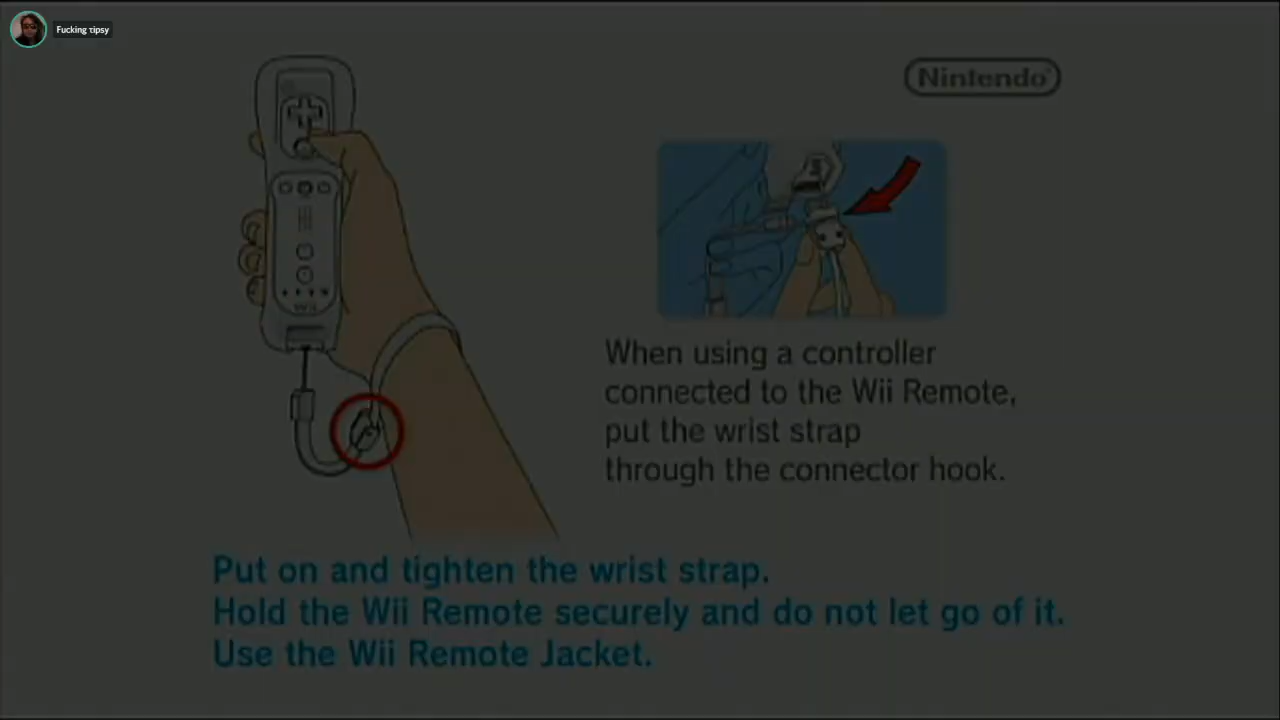 Fucking tipsy
Nintendo
When using a controller
connected to the Wii Remote,
put the wrist strap
through the connector hook.
Put on and tighten the wrist strap.
Hold the Wii Remote securely and do not let go of it.
Use the Wii Remote Jacket.